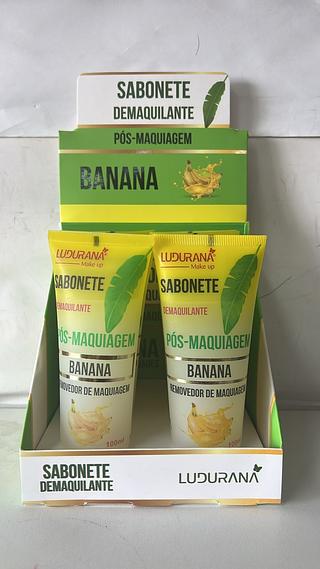 SABONETE
DEMAQUILANTE
PÓS-MAQUIAGEM
BANANA
LUDURANA
Make up
SABONETE
DEMAQUILANTE
PÓS-MAQUIAGEM
BANANA
REMOVEDOR DE MAQUIAGEM
100ml
LUDURANA
Make up
SABONETE
DEMAQUILANTE
PÓS-MAQUIAGEM
BANANA
REMOVEDOR DE MAQUIAGEM
100ml
SABONETE
DEMAQUILANTE
LUDURANA